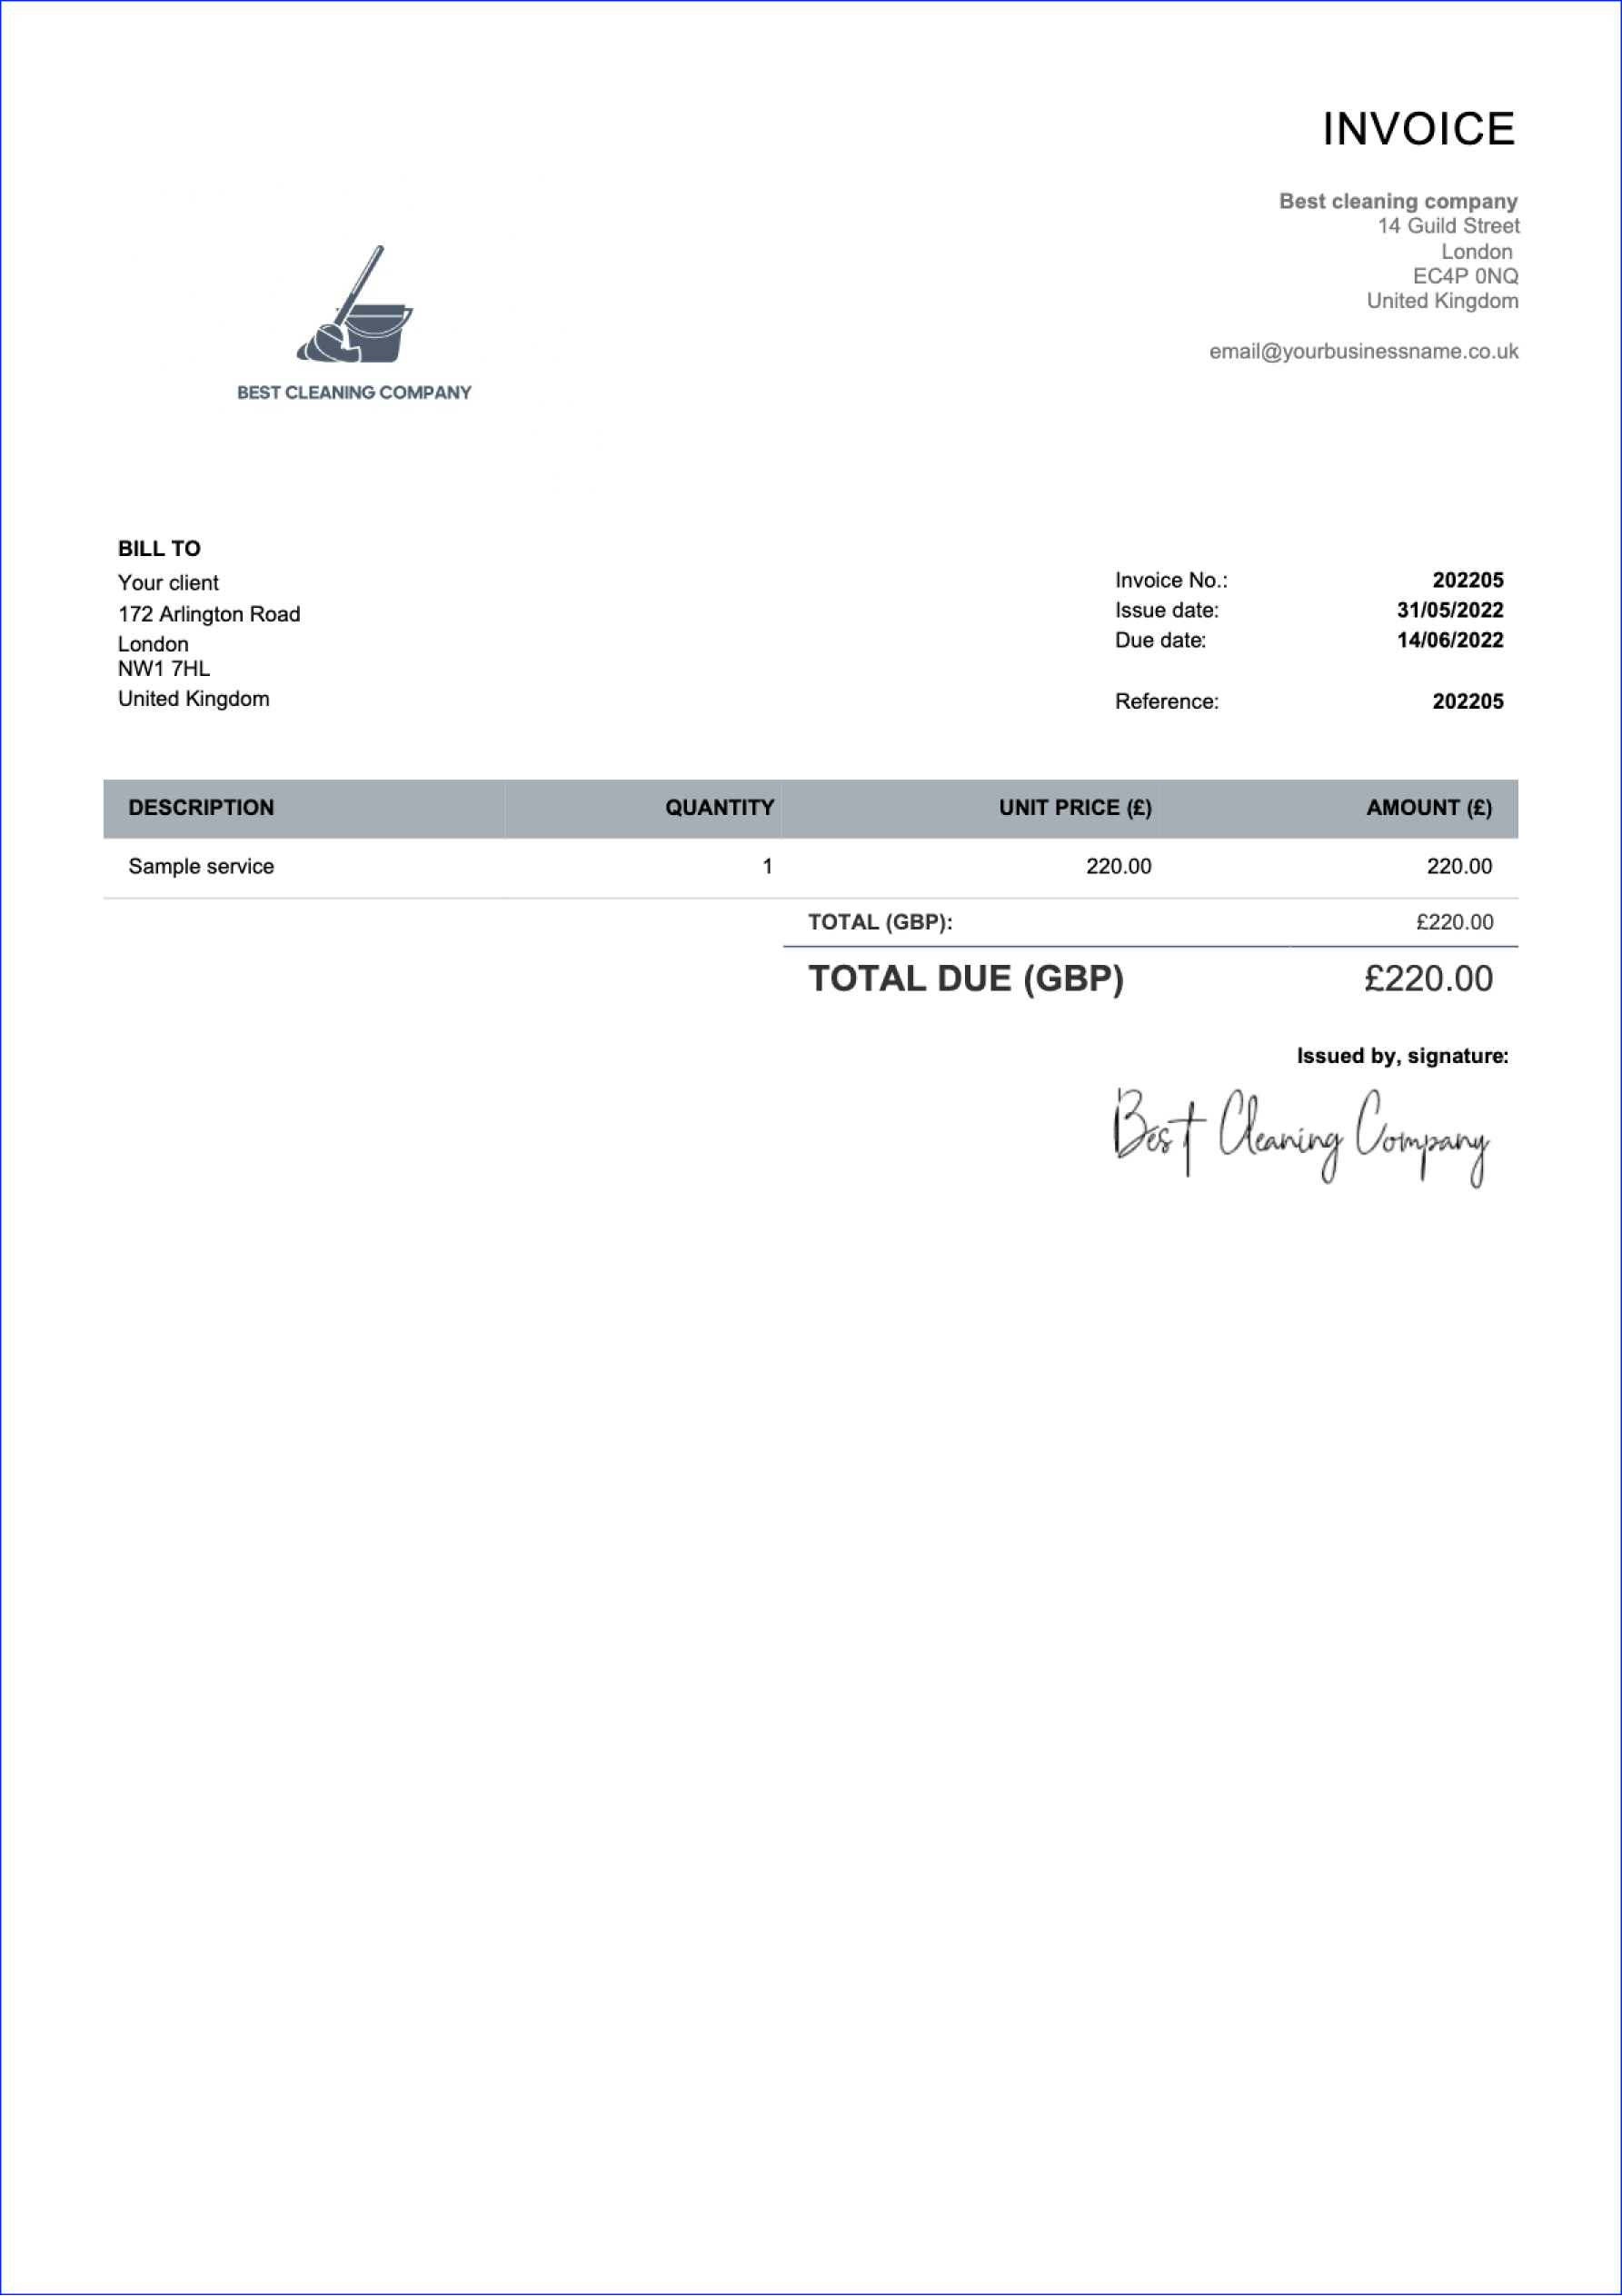 INVOICE
Best cleaning company
14 Guild Street
London
EC4P 0NQ
United Kingdom
email@yourbusinessname.co.uk
BEST CLEANING COMPANY
BILL TO
Your client
172 Arlington Road
London
NW1 7HL
United Kingdom
Invoice No.: 202205
Issue date: 31/05/2022
Due date: 14/06/2022
Reference: 202205
DESCRIPTION QUANTITY UNIT PRICE (£) AMOUNT (£)
Sample service 1 220.00 220.00
TOTAL (GBP): £220.00
TOTAL DUE (GBP) £220.00
Issued by, signature:
Best Cleaning Company